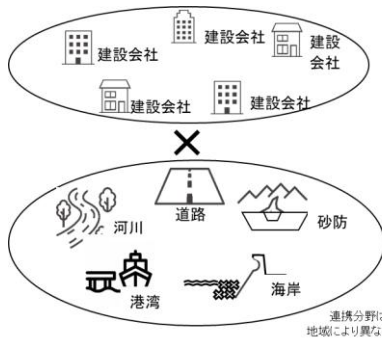 建設会社
建設会社
建設
会社
建設会社
建設会社
×
道路
河川
砂防
港湾
海岸
連携分野は
地域により異な